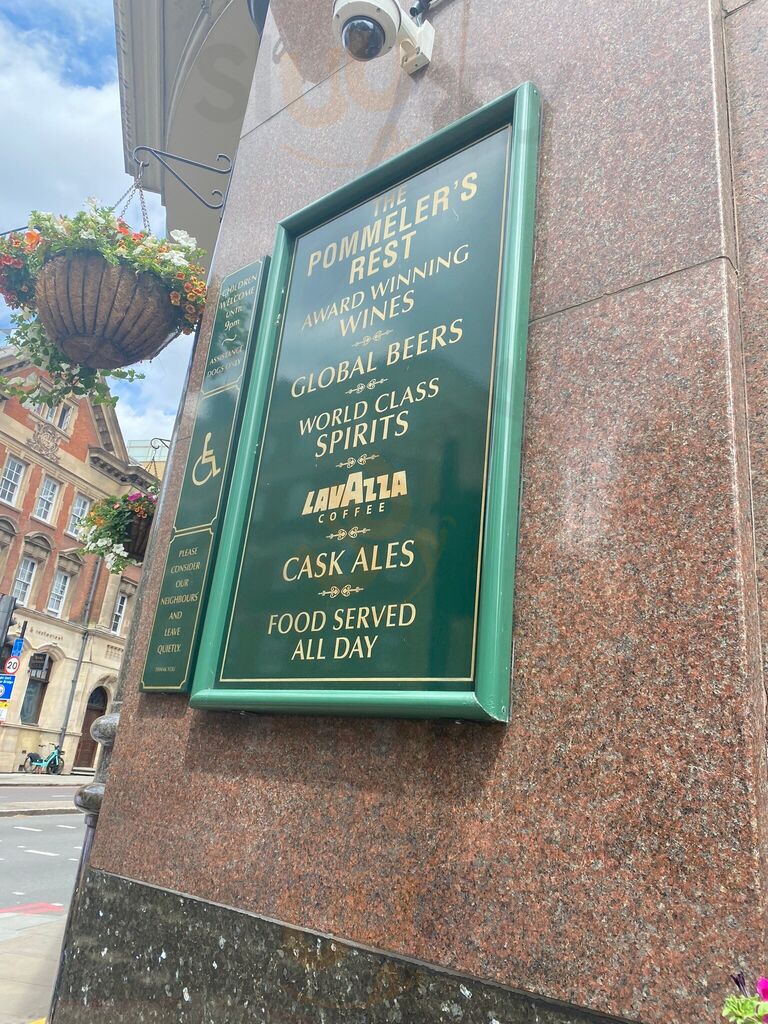 THE
POMMELER'S
REST
AWARD WINNING
WINES
GLOBAL BEERS
WORLD CLASS
SPIRITS
LAVAZZA
COFFEE
CASK ALES
FOOD SERVED
ALL DAY
CHILDREN
WELCOMED
UNTIL
9pm
~
ASSISTANCE
DOGS ONLY
PLEASE
CONSIDER
OUR
NEIGHBOURS
AND
LEAVE
QUIETLY.
THANK YOU
20